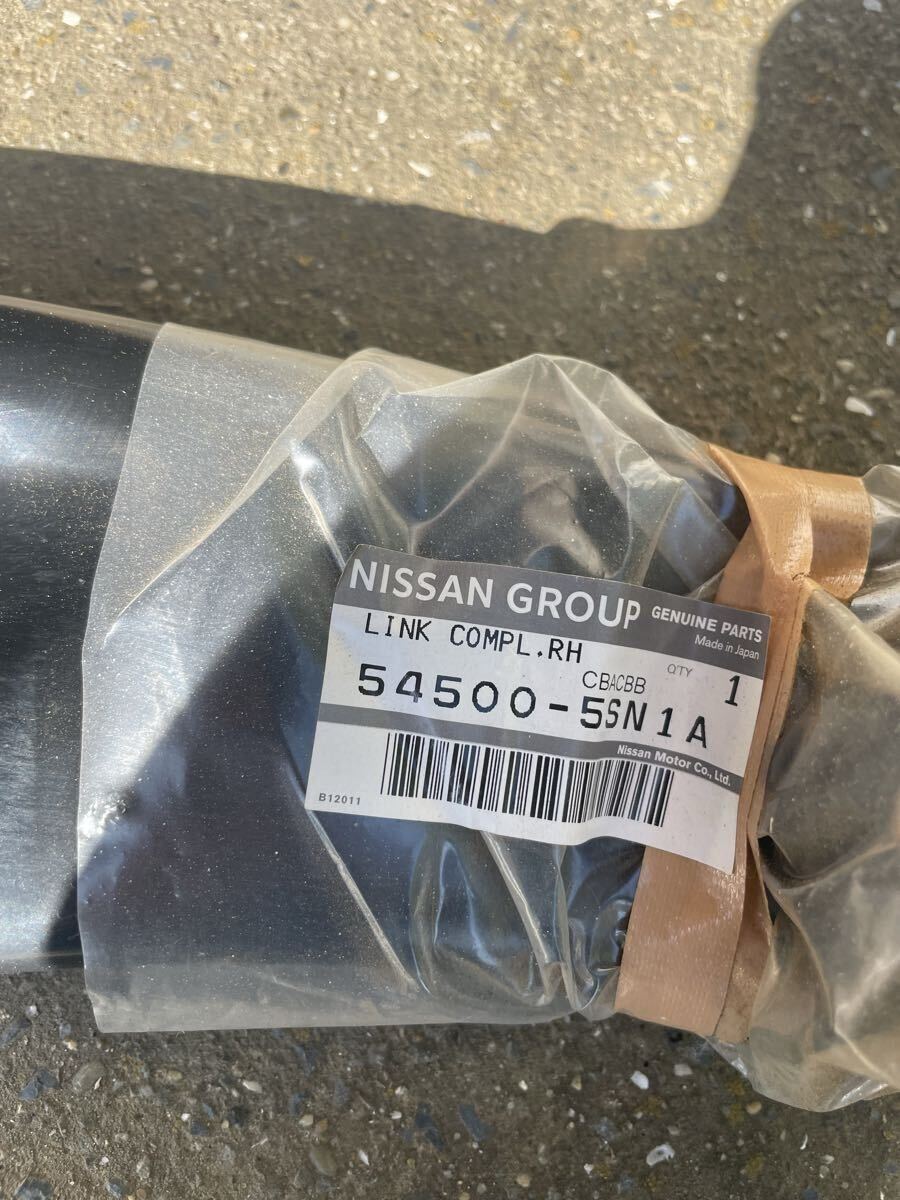 NISSAN GROUP GENUINE PARTS
Made in Japan
LINK COMPL.RH
CBACBB
Q'TY 1
54500-5SN1A
Nissan Motor Co., Ltd.
B12011